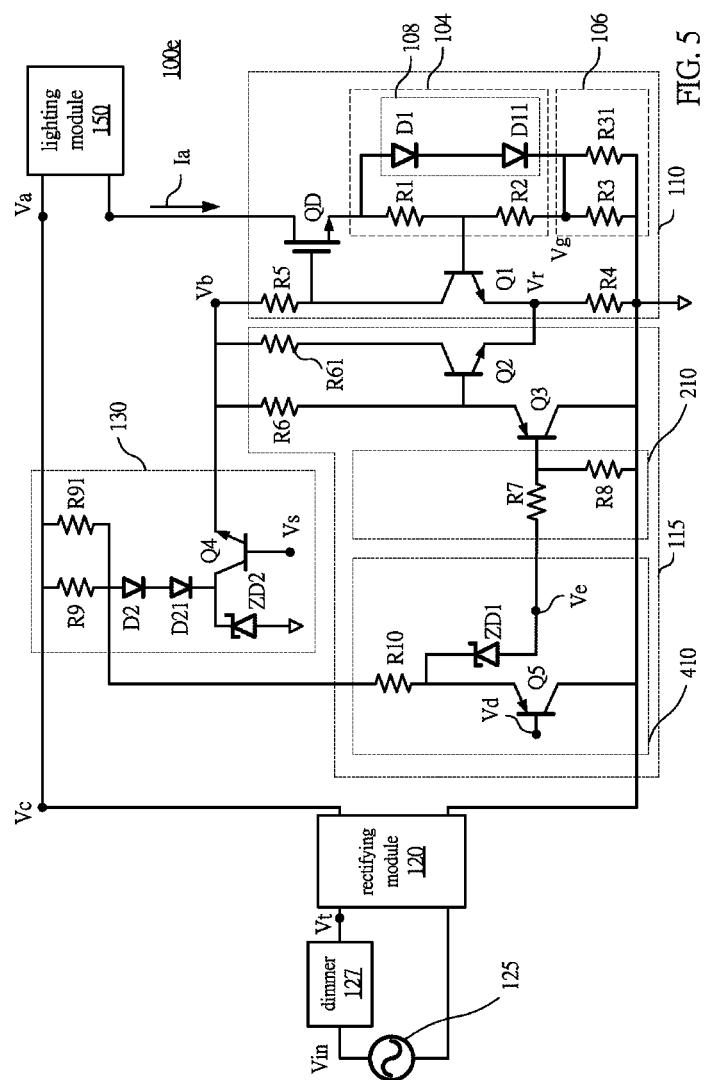 100e
Vin
125
dimmer
127
Vt
rectifying
module
120
Vc
130
R9
R91
D2
D21
Q4
ZD2
Vs
Vb
R6
R61
R5
Va
lighting
module
150
Ia
QD
108
104
D1
D11
R1
R2
106
R3
R31
Vg
Q1
Vr
R4
110
Q2
Q3
R7
R8
210
R10
ZD1
Ve
Vd
Q5
115
410
FIG. 5